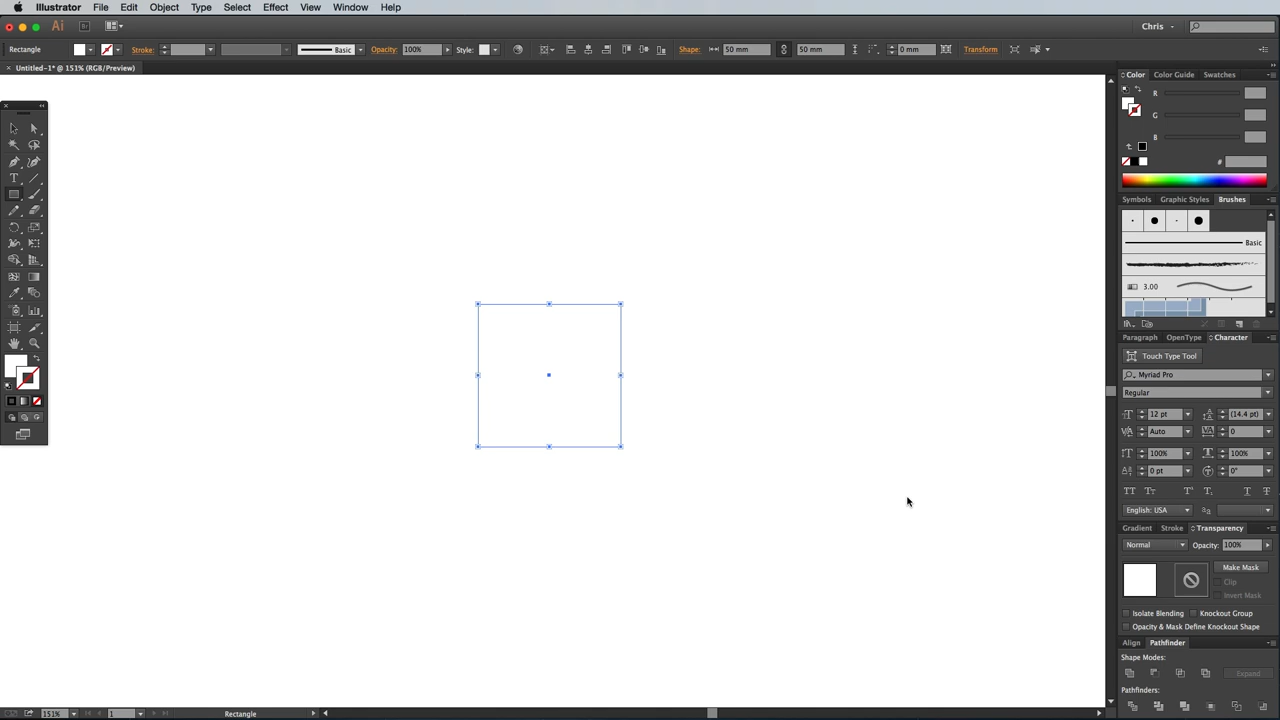 Illustrator File Edit Object Type Select Effect View Window Help
Ai Br Chris
Rectangle Stroke: Basic Opacity: 100% Style: Shape: 50 mm 50 mm 0 mm Transform
× Untitled-1* @ 151% (RGB/Preview)
Color Color Guide Swatches
R
G
B
#
Symbols Graphic Styles Brushes
Basic
3.00
Paragraph OpenType Character
Touch Type Tool
Myriad Pro
Regular
12 pt (14.4 pt)
Auto 0
100% 100%
0 pt 0°
English: USA
Gradient Stroke Transparency
Normal Opacity: 100%
Make Mask
Clip
Invert Mask
Isolate Blending Knockout Group
Opacity & Mask Define Knockout Shape
Align Pathfinder
Shape Modes:
Expand
Pathfinders:
151% 1 Rectangle